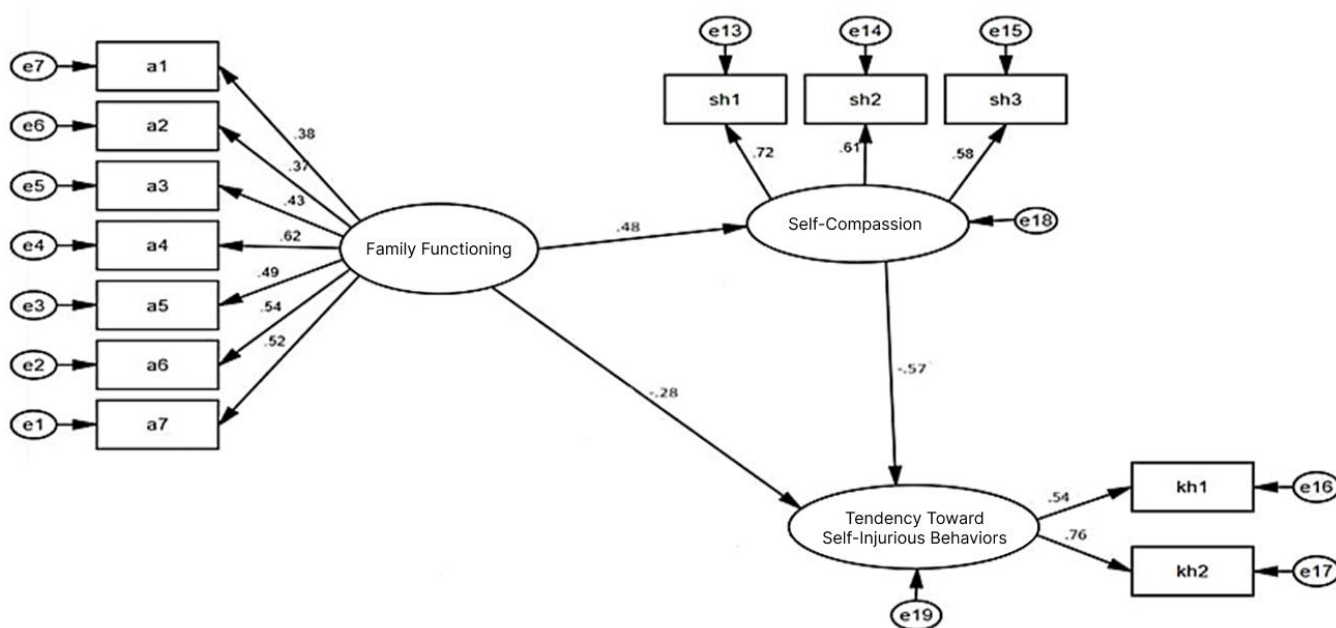 e13
e14
e15
e7
a1
sh1
sh2
sh3
e6
a2
.38
.72
.61
.58
e5
a3
.37
.43
e4
a4
.62
Family Functioning
.48
Self-Compassion
e18
e3
a5
.49
.54
e2
a6
.52
e1
a7
-.28
-.57
Tendency Toward
Self-Injurious Behaviors
.54
kh1
e16
.76
kh2
e17
e19